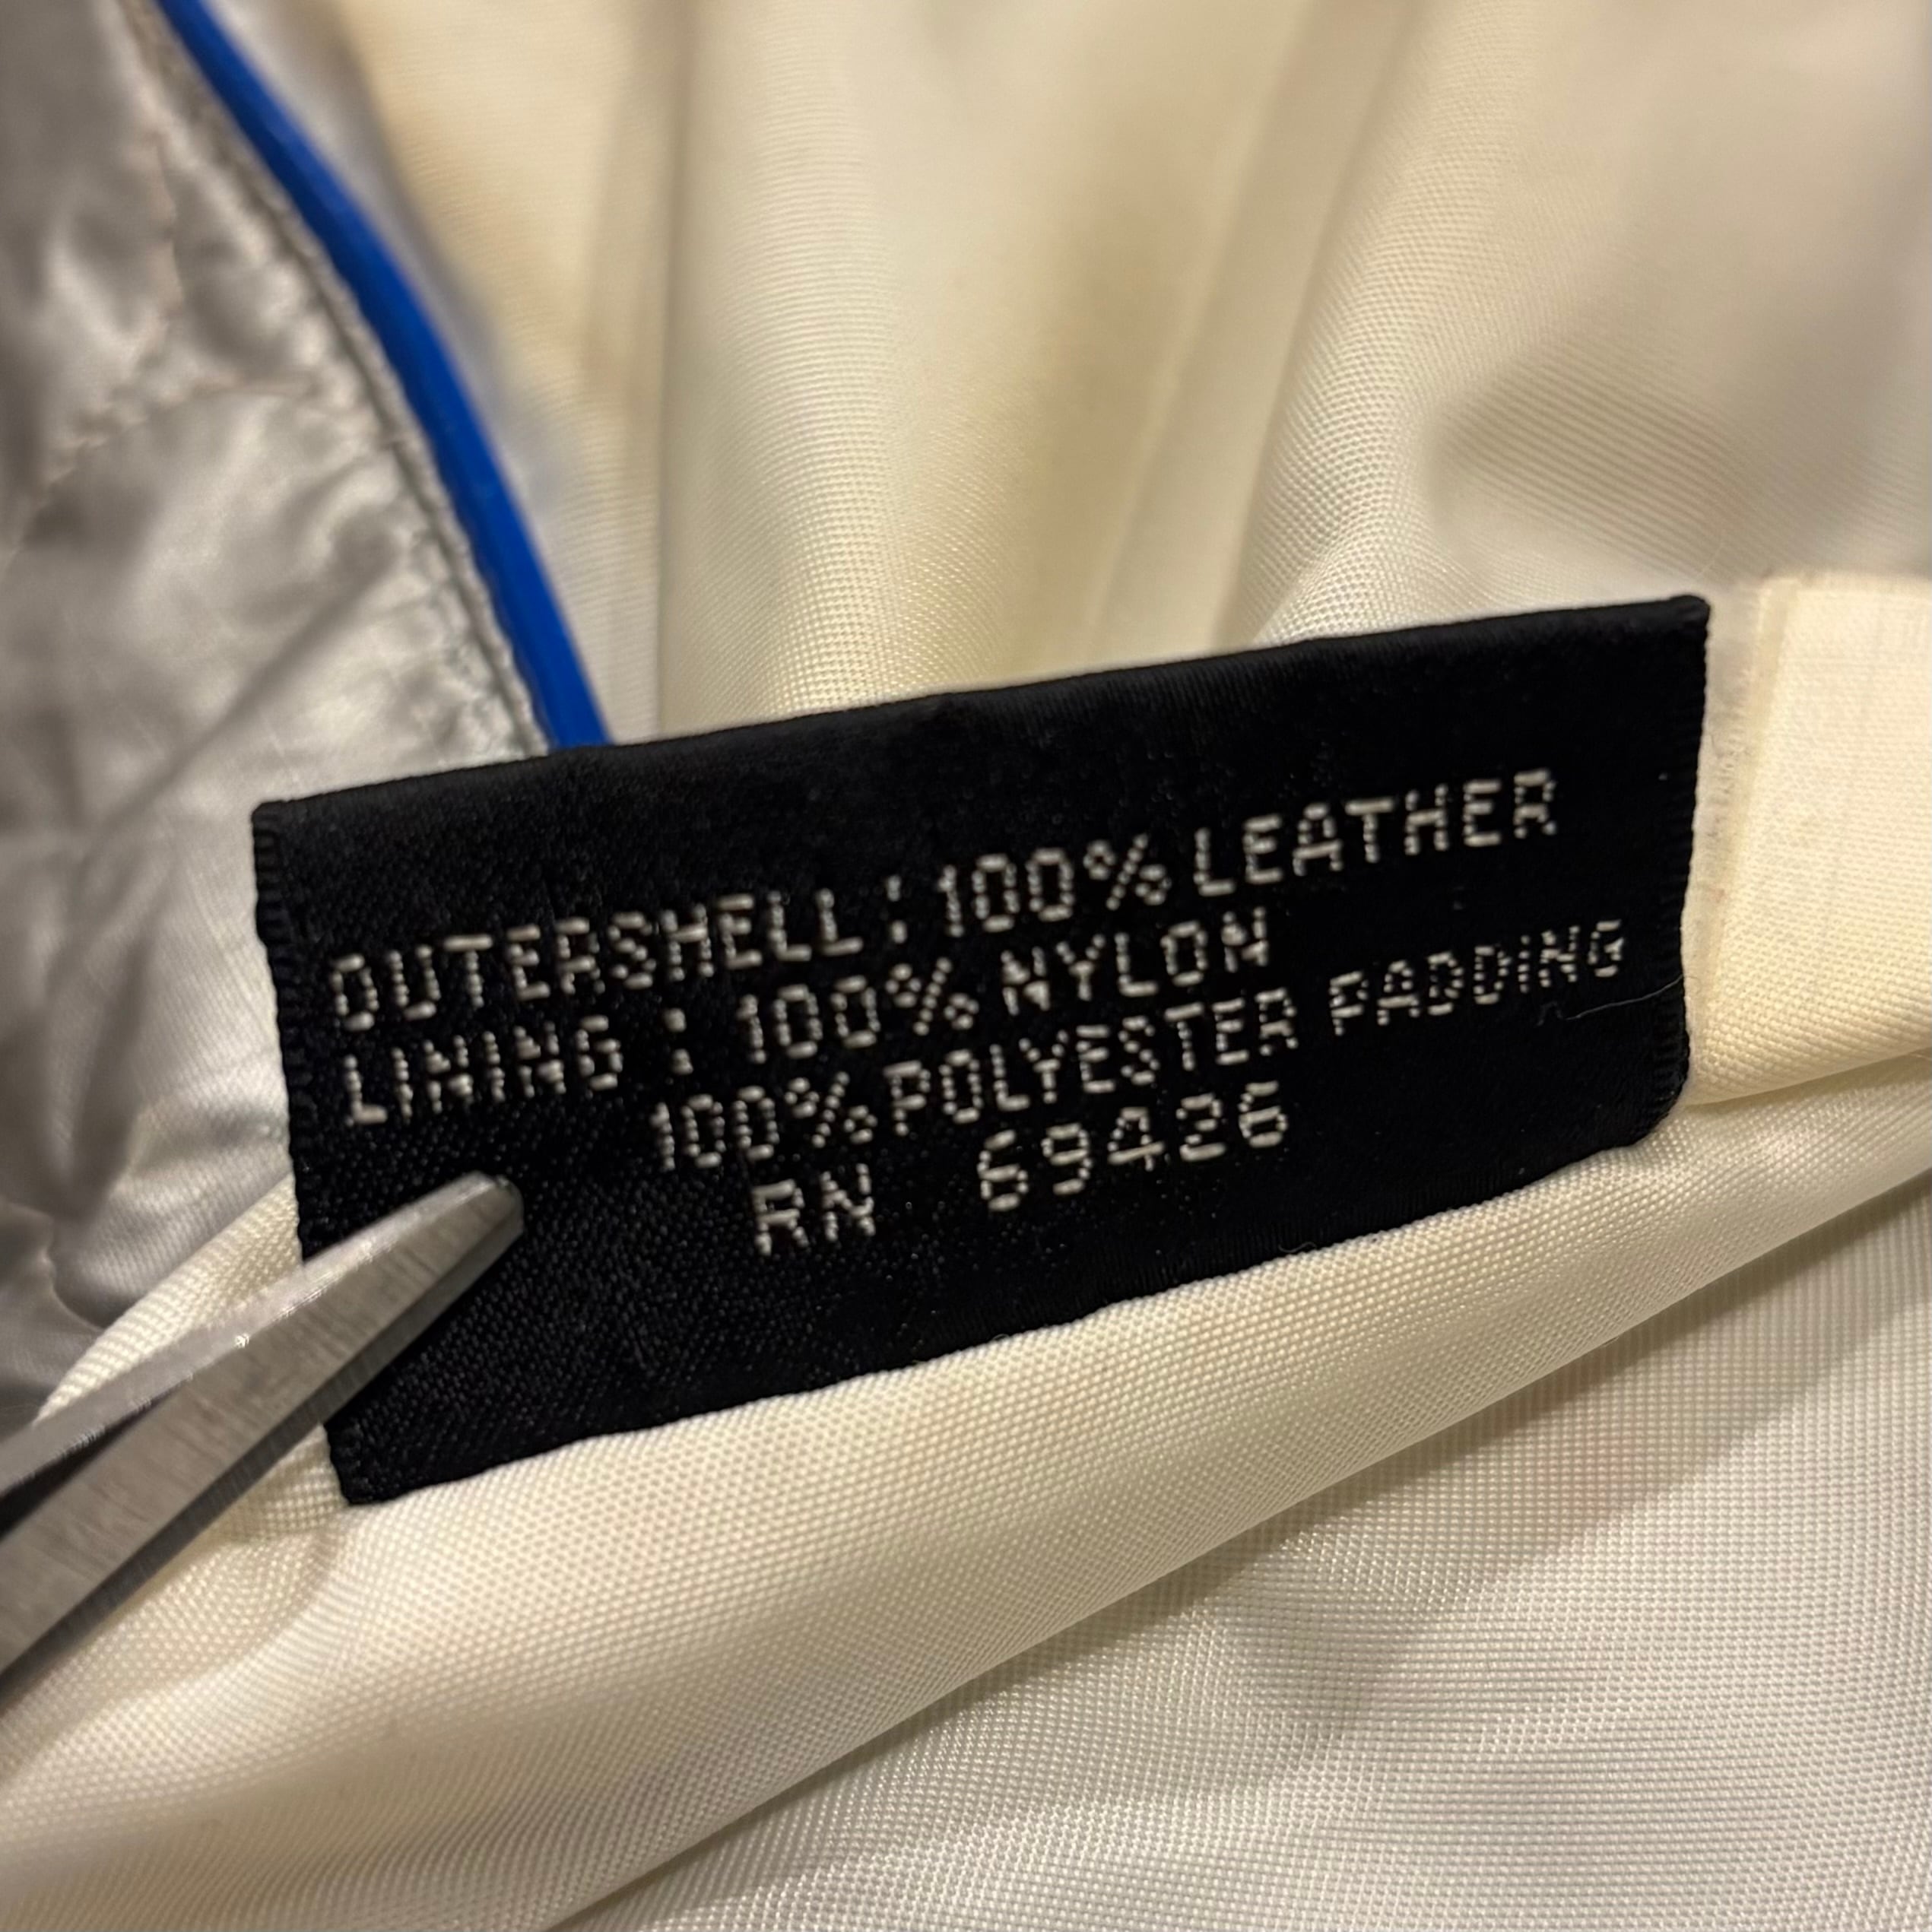 OUTERSHELL : 100% LEATHER
LINING : 100% NYLON
100% POLYESTER PADDING
RN 69426